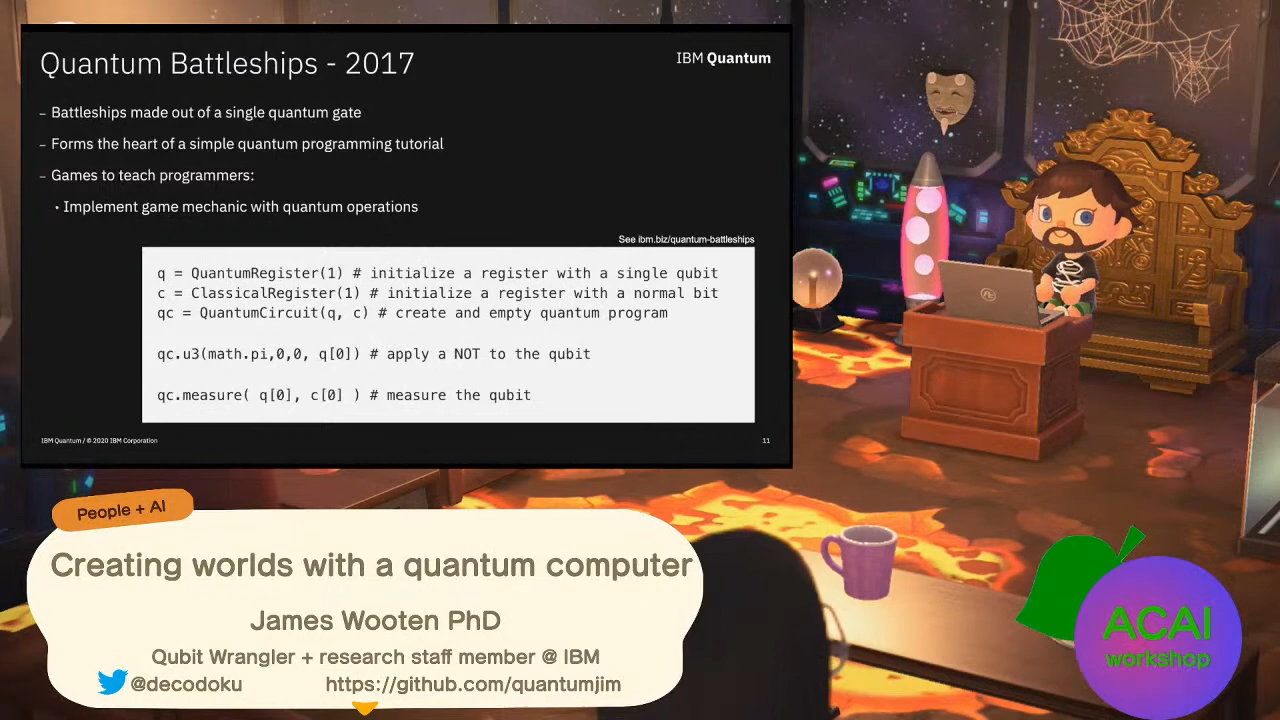 Quantum Battleships - 2017
IBM Quantum
– Battleships made out of a single quantum gate
– Forms the heart of a simple quantum programming tutorial
– Games to teach programmers:
• Implement game mechanic with quantum operations
See ibm.biz/quantum-battleships
q = QuantumRegister(1) # initialize a register with a single qubit
c = ClassicalRegister(1) # initialize a register with a normal bit
qc = QuantumCircuit(q, c) # create and empty quantum program
qc.u3(math.pi,0,0, q[0]) # apply a NOT to the qubit
qc.measure( q[0], c[0] ) # measure the qubit
IBM Quantum / © 2020 IBM Corporation
11
People + AI
Creating worlds with a quantum computer
James Wooten PhD
Qubit Wrangler + research staff member @ IBM
@decodoku https://github.com/quantumjim
ACAI
workshop